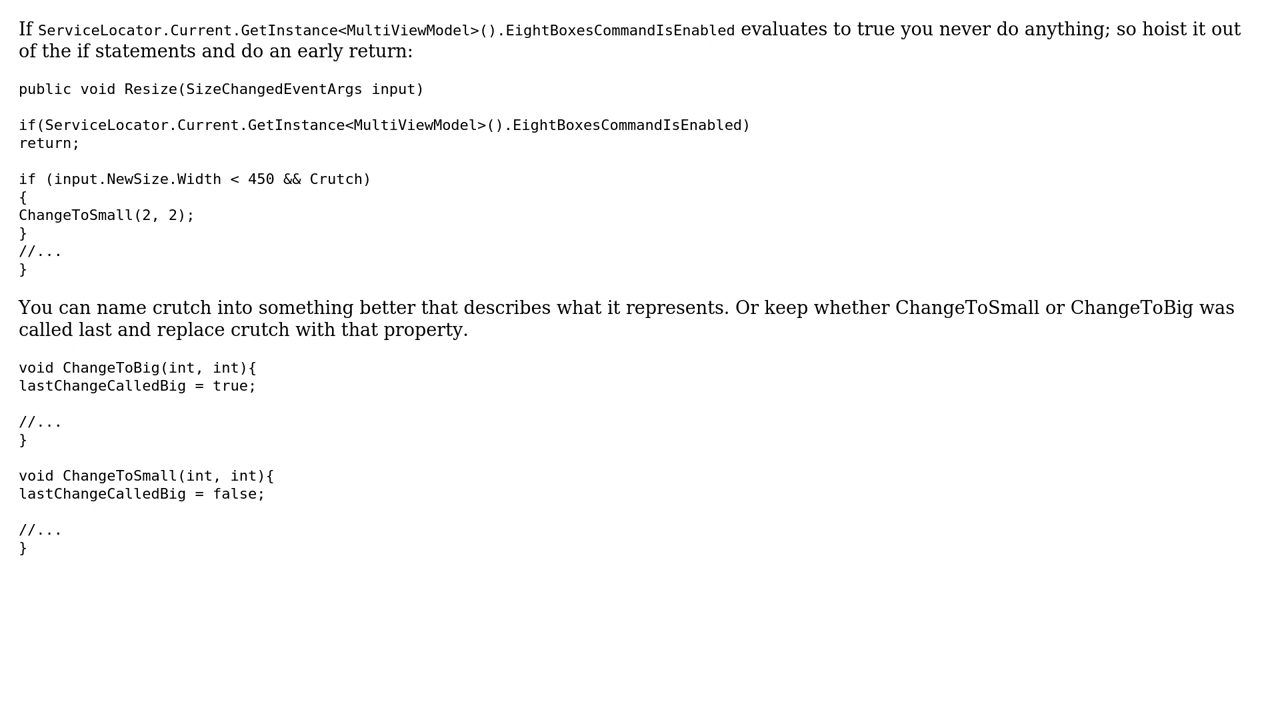 If ServiceLocator.Current.GetInstance<MultiViewModel>().EightBoxesCommandIsEnabled evaluates to true you never do anything; so hoist it out
of the if statements and do an early return:
public void Resize(SizeChangedEventArgs input)
if(ServiceLocator.Current.GetInstance<MultiViewModel>().EightBoxesCommandIsEnabled)
return;
if (input.NewSize.Width < 450 && Crutch)
{
ChangeToSmall(2, 2);
}
//...
}
You can name crutch into something better that describes what it represents. Or keep whether ChangeToSmall or ChangeToBig was
called last and replace crutch with that property.
void ChangeToBig(int, int){
lastChangeCalledBig = true;
//...
}
void ChangeToSmall(int, int){
lastChangeCalledBig = false;
//...
}